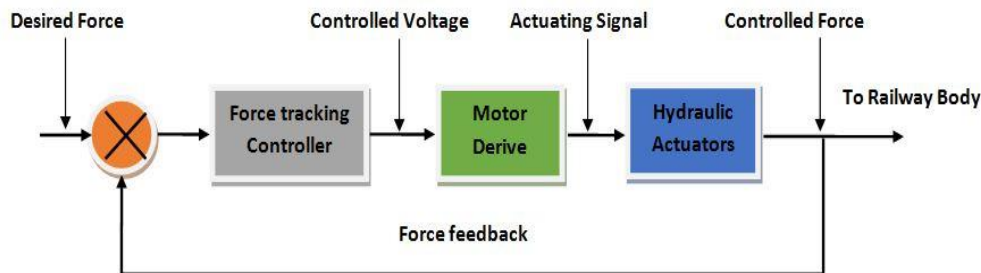 Desired Force
Controlled Voltage
Actuating Signal
Controlled Force
To Railway Body
Force tracking
Controller
Motor
Derive
Hydraulic
Actuators
Force feedback